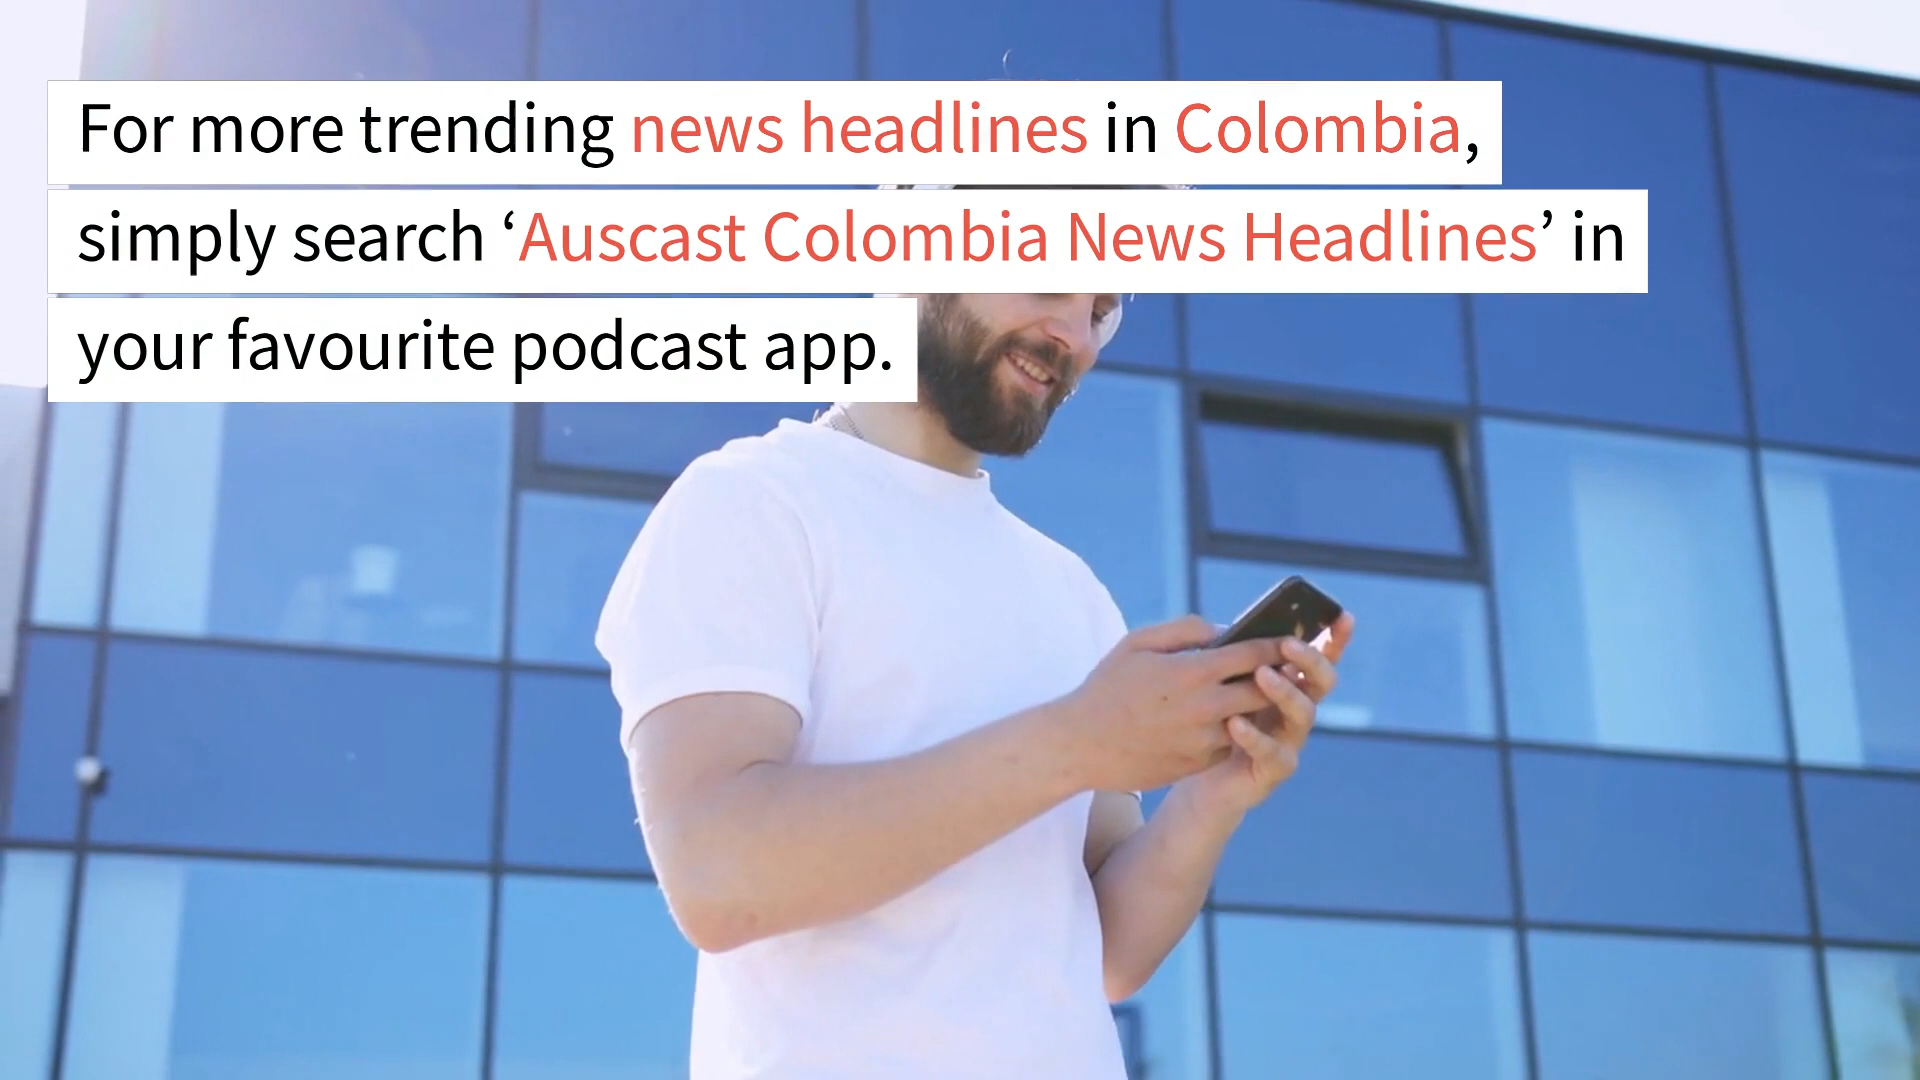 For more trending news headlines in Colombia,
simply search ‘Auscast Colombia News Headlines’ in
your favourite podcast app.